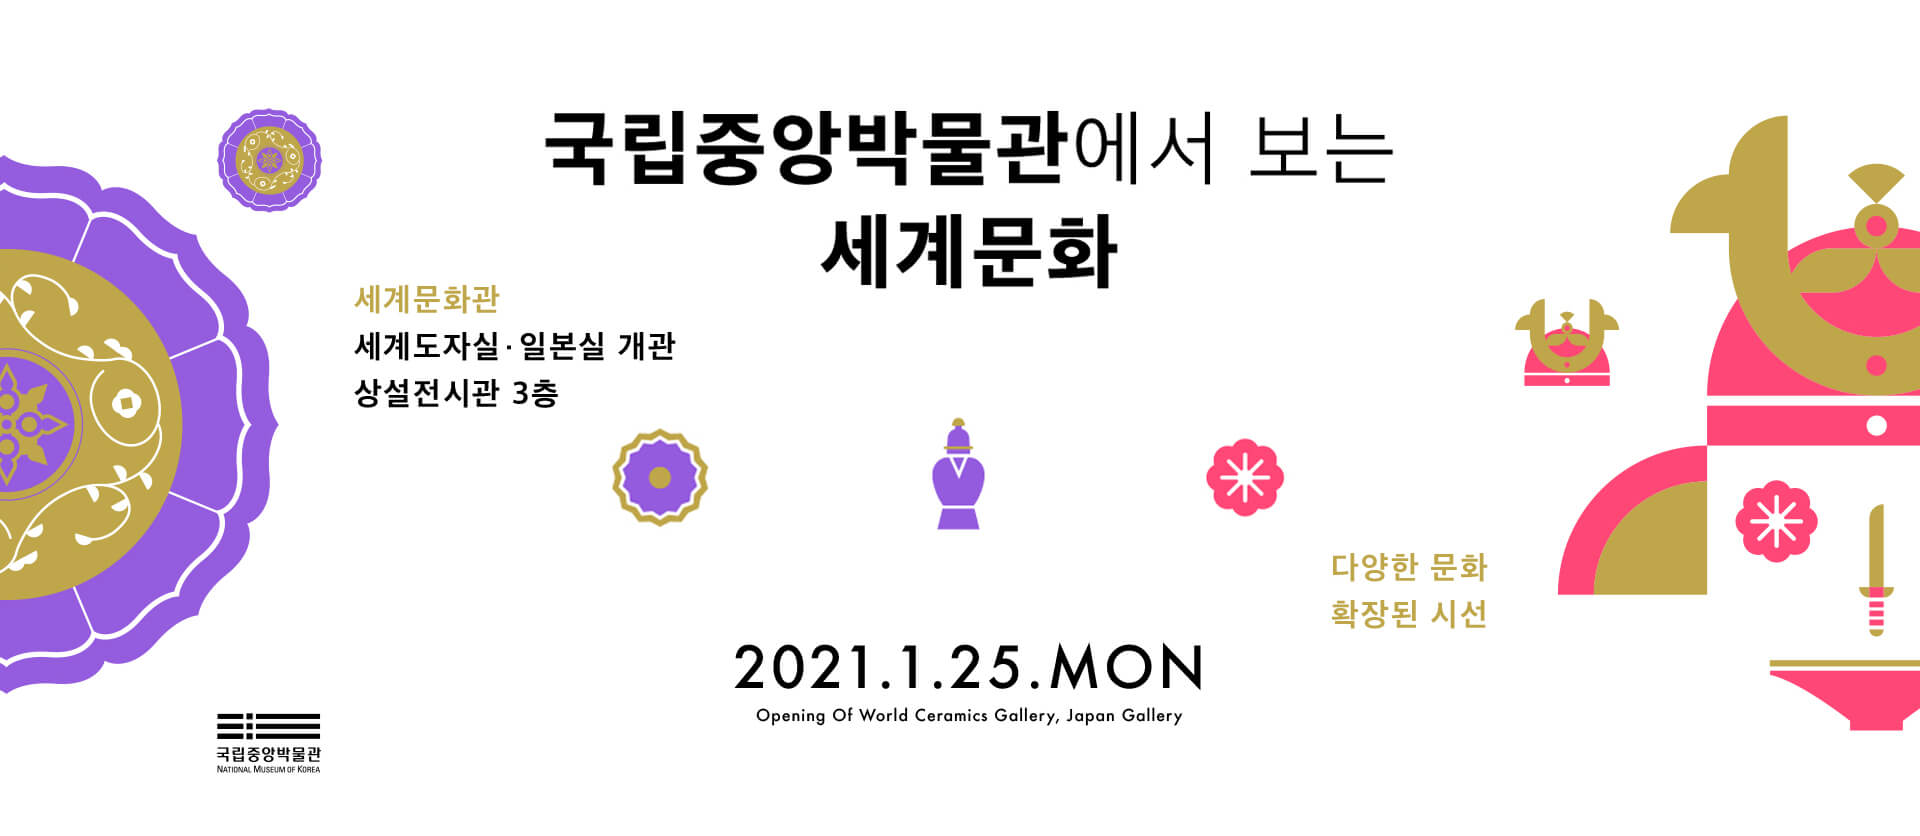 국립중앙박물관에서 보는
세계문화
세계문화관
세계도자실·일본실 개관
상설전시관 3층
다양한 문화
확장된 시선
2021.1.25.MON
Opening Of World Ceramics Gallery, Japan Gallery
국립중앙박물관
NATIONAL MUSEUM OF KOREA